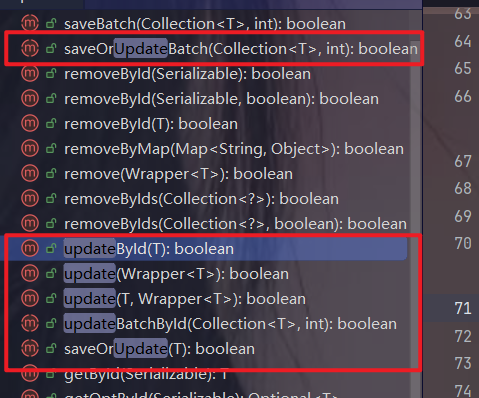 saveBatch(Collection<T>, int): boolean
saveOrUpdateBatch(Collection<T>, int): boolean
removeById(Serializable): boolean
removeById(Serializable, boolean): boolean
removeById(T): boolean
removeByMap(Map<String, Object>): boolean
remove(Wrapper<T>): boolean
removeByIds(Collection<?>): boolean
removeByIds(Collection<?>, boolean): boolean
updateById(T): boolean
update(Wrapper<T>): boolean
update(T, Wrapper<T>): boolean
updateBatchById(Collection<T>, int): boolean
saveOrUpdate(T): boolean
getById(Serializable): T
getOptById(Serializable): Optional<T>
63
64
65
66
67
68
69
70
71
72
73
74